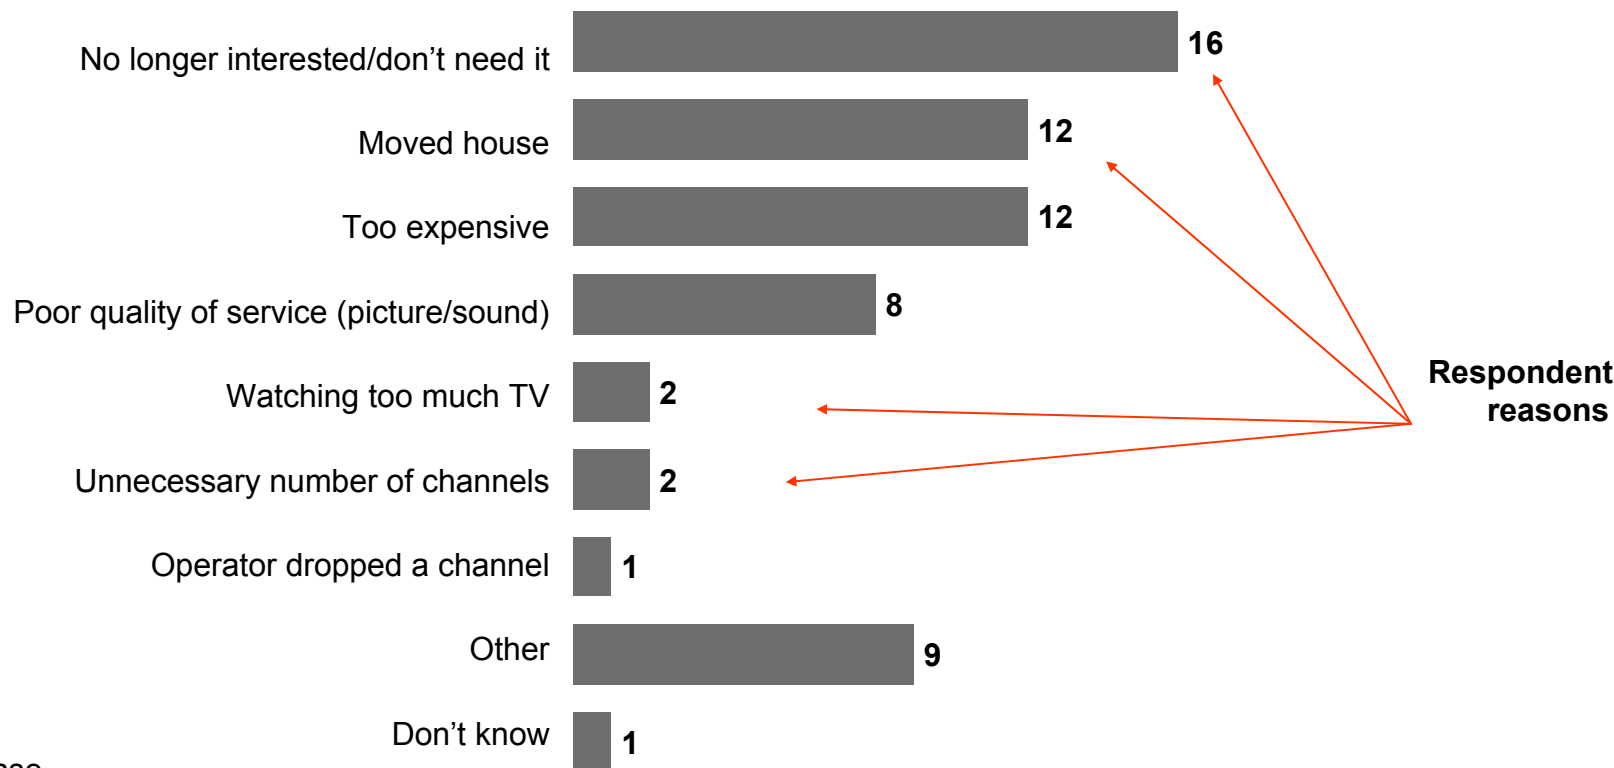 No longer interested/don’t need it 16
Moved house 12
Too expensive 12
Poor quality of service (picture/sound) 8
Watching too much TV 2
Unnecessary number of channels 2
Operator dropped a channel 1
Other 9
Don’t know 1
Respondent
reasons